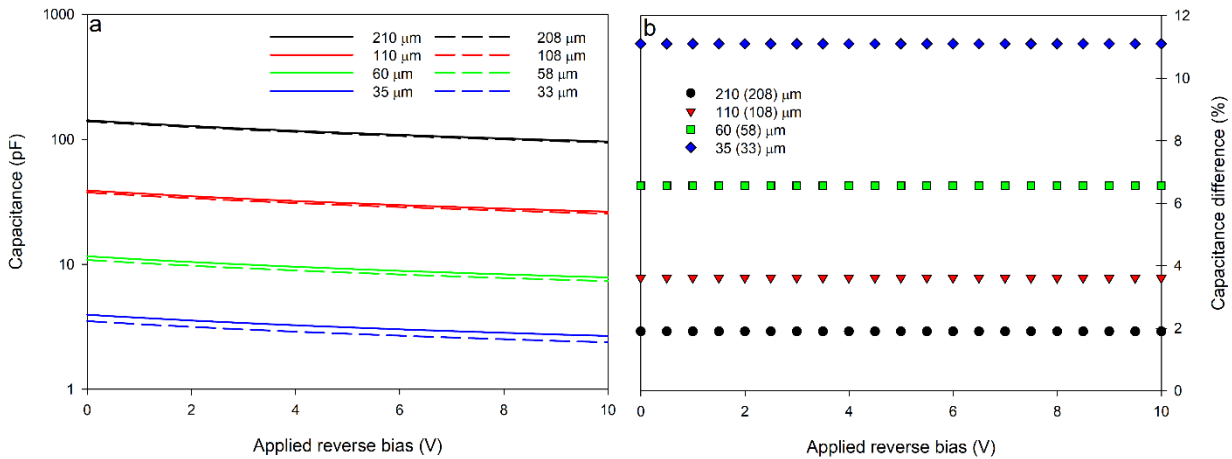 a
1000
100
10
1
Capacitance (pF)
210 μm 208 μm
110 μm 108 μm
60 μm 58 μm
35 μm 33 μm
0 2 4 6 8 10
Applied reverse bias (V)
b
210 (208) μm
110 (108) μm
60 (58) μm
35 (33) μm
12
10
8
6
4
2
0
Capacitance difference (%)
0 2 4 6 8 10
Applied reverse bias (V)